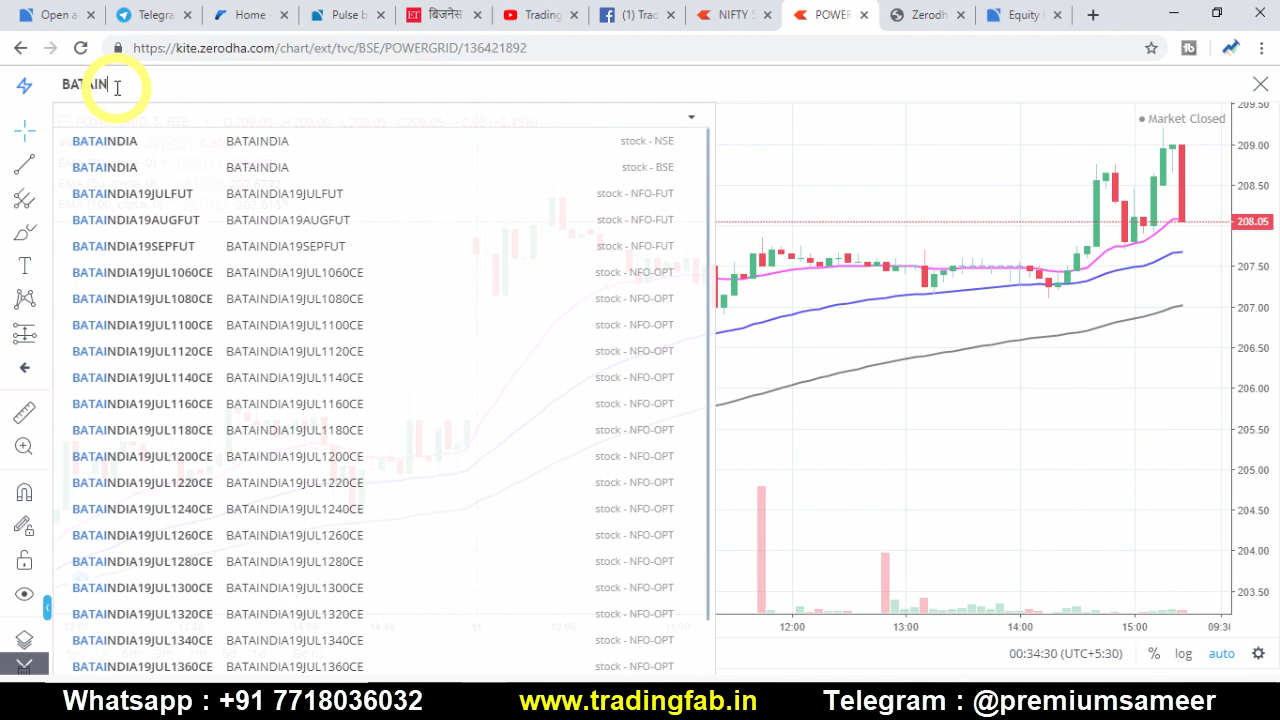 Open a
Telegra
Home -
Pulse b
ET बिजनेस
Trading
(1) Trad
NIFTY 5
POWER
Zerodh
Equity I
https://kite.zerodha.com/chart/ext/tvc/BSE/POWERGRID/136421892
BATAIN
Market Closed
BATAINDIA BATAINDIA stock - NSE
BATAINDIA BATAINDIA stock - BSE
BATAINDIA19JULFUT BATAINDIA19JULFUT stock - NFO-FUT
BATAINDIA19AUGFUT BATAINDIA19AUGFUT stock - NFO-FUT
BATAINDIA19SEPFUT BATAINDIA19SEPFUT stock - NFO-FUT
BATAINDIA19JUL1060CE BATAINDIA19JUL1060CE stock - NFO-OPT
BATAINDIA19JUL1080CE BATAINDIA19JUL1080CE stock - NFO-OPT
BATAINDIA19JUL1100CE BATAINDIA19JUL1100CE stock - NFO-OPT
BATAINDIA19JUL1120CE BATAINDIA19JUL1120CE stock - NFO-OPT
BATAINDIA19JUL1140CE BATAINDIA19JUL1140CE stock - NFO-OPT
BATAINDIA19JUL1160CE BATAINDIA19JUL1160CE stock - NFO-OPT
BATAINDIA19JUL1180CE BATAINDIA19JUL1180CE stock - NFO-OPT
BATAINDIA19JUL1200CE BATAINDIA19JUL1200CE stock - NFO-OPT
BATAINDIA19JUL1220CE BATAINDIA19JUL1220CE stock - NFO-OPT
BATAINDIA19JUL1240CE BATAINDIA19JUL1240CE stock - NFO-OPT
BATAINDIA19JUL1260CE BATAINDIA19JUL1260CE stock - NFO-OPT
BATAINDIA19JUL1280CE BATAINDIA19JUL1280CE stock - NFO-OPT
BATAINDIA19JUL1300CE BATAINDIA19JUL1300CE stock - NFO-OPT
BATAINDIA19JUL1320CE BATAINDIA19JUL1320CE stock - NFO-OPT
BATAINDIA19JUL1340CE BATAINDIA19JUL1340CE stock - NFO-OPT
BATAINDIA19JUL1360CE BATAINDIA19JUL1360CE stock - NFO-OPT
209.50
209.00
208.50
208.05
207.50
207.00
206.50
206.00
205.50
205.00
204.50
204.00
203.50
12:00 13:00 14:00 15:00 09:30
00:34:30 (UTC+5:30) % log auto
Whatsapp : +91 7718036032 www.tradingfab.in Telegram : @premiumsameer